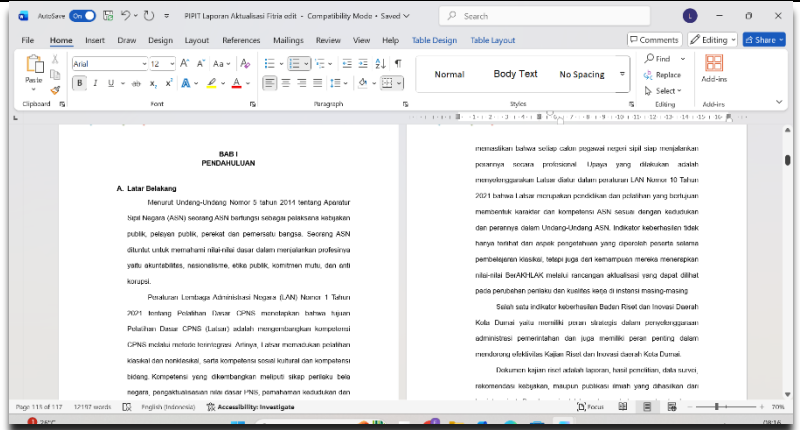 AutoSave On PIPIT Laporan Aktualisasi Fitria edit - Compatibility Mode • Saved Search L
File Home Insert Draw Design Layout References Mailings Review View Help Table Design Table Layout Comments Editing Share
Paste Arial 12 A A Aa
B I U ab x₂ x² A A
Normal Body Text No Spacing
Find
Replace
Select
Add-ins
Clipboard Font Paragraph Styles Editing Add-ins
BAB I
PENDAHULUAN
A. Latar Belakang
Menurut Undang-Undang Nomor 5 tahun 2014 tentang Aparatur
Sipil Negara (ASN) seorang ASN berfungsi sebagai pelaksana kebijakan
publik, pelayan publik, perekat dan pemersatu bangsa. Seorang ASN
dituntut untuk memahami nilai-nilai dasar dalam menjalankan profesinya
yaitu akuntabilitas, nasionalisme, etika publik, komitmen mutu, dan anti
korupsi.
Peraturan Lembaga Administrasi Negara (LAN) Nomor 1 Tahun
2021 tentang Pelatihan Dasar CPNS menetapkan bahwa tujuan
Pelatihan Dasar CPNS (Latsar) adalah mengembangkan kompetensi
CPNS melalui metode terintegrasi. Artinya, Latsar memadukan pelatihan
klasikal dan nonklasikal, serta kompetensi sosial kultural dan kompetensi
bidang. Kompetensi yang dikembangkan meliputi sikap perilaku bela
negara, pengaktualisasian nilai dasar PNS, pemahaman kedudukan dan
memastikan bahwa setiap calon pegawai negeri sipil siap menjalankan
perannya secara profesional. Upaya yang dilakukan adalah
menyelenggarakan Latsar diatur dalam peraturan LAN Nomor 10 Tahun
2021 bahwa Latsar merupakan pendidikan dan pelatihan yang bertujuan
membentuk karakter dan kompetensi ASN sesuai dengan kedudukan
dan perannya dalam Undang-Undang ASN. Indikator keberhasilan tidak
hanya terlihat dari aspek pengetahuan yang diperoleh peserta selama
pembelajaran klasikal, tetapi juga dari kemampuan mereka menerapkan
nilai-nilai BerAKHLAK melalui rancangan aktualisasi yang dapat dilihat
pada perubahan perilaku dan kualitas kerja di instansi masing-masing.
Salah satu indikator keberhasilan Badan Riset dan Inovasi Daerah
Kota Dumai yaitu memiliki peran strategis dalam penyelenggaraan
administrasi pemerintahan dan juga memiliki peran penting dalam
mendorong efektivitas Kajian Riset dan Inovasi daerah Kota Dumai.
Dokumen kajian riset adalah laporan, hasil penelitian, data survei,
rekomendasi kebijakan, maupun publikasi ilmiah yang dihasilkan dari
Page 113 of 117 12197 words English (Indonesia) Accessibility: Investigate Focus 70%
26°C 08:16